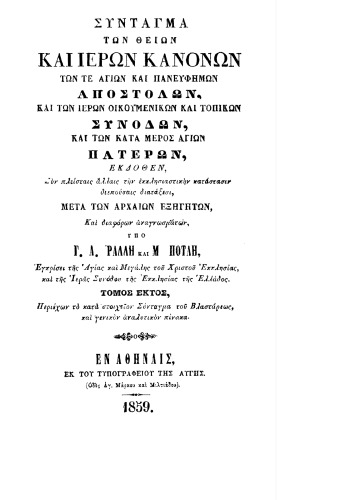 ΣΥΝΤΑΓΜΑ
ΤΩΝ ΘΕΙΩΝ
ΚΑΙ ΙΕΡΩΝ ΚΑΝΟΝΩΝ
ΤΩΝ ΤΕ ΑΓΙΩΝ ΚΑΙ ΠΑΝΕΥΦΗΜΩΝ
ΑΠΟΣΤΟΛΩΝ,
ΚΑΙ ΤΩΝ ΙΕΡΩΝ ΟΙΚΟΥΜΕΝΙΚΩΝ ΚΑΙ ΤΟΠΙΚΩΝ
ΣΥΝΟΔΩΝ,
ΚΑΙ ΤΩΝ ΚΑΤΑ ΜΕΡΟΣ ΑΓΙΩΝ
ΠΑΤΕΡΩΝ,
ΕΚΔΟΘΕΝ,
Σὺν πλείσταις ἄλλαις τὴν ἐκκλησιαστικὴν κατάστασιν
διεπούσαις διατάξεσι,
ΜΕΤΑ ΤΩΝ ΑΡΧΑΙΩΝ ΕΞΗΓΗΤΩΝ,
Καὶ διαφόρων ἀναγνωσμάτων,
ΥΠΟ
Γ. Α. ΡΑΛΛΗ ΚΑΙ Μ ΠΟΤΛΗ,
Ἐγκρίσει τῆς Ἁγίας καὶ Μεγάλης τοῦ Χριστοῦ Ἐκκλησίας,
καὶ τῆς Ἱερᾶς Συνόδου τῆς Ἐκκλησίας τῆς Ἑλλάδος.
ΤΟΜΟΣ ΕΚΤΟΣ,
Περιέχων τὸ κατὰ στοιχεῖον Σύνταγμα τοῦ Βλαστάρεως,
καὶ γενικὸν ἀναλυτικὸν πίνακα.
ΕΝ ΑΘΗΝΑΙΣ,
ΕΚ ΤΟΥ ΤΥΠΟΓΡΑΦΕΙΟΥ ΤΗΣ ΑΥΓΗΣ.
(Ὁδὸς Ἁγ. Μάρκου καὶ Μιλτιάδου).
1859.